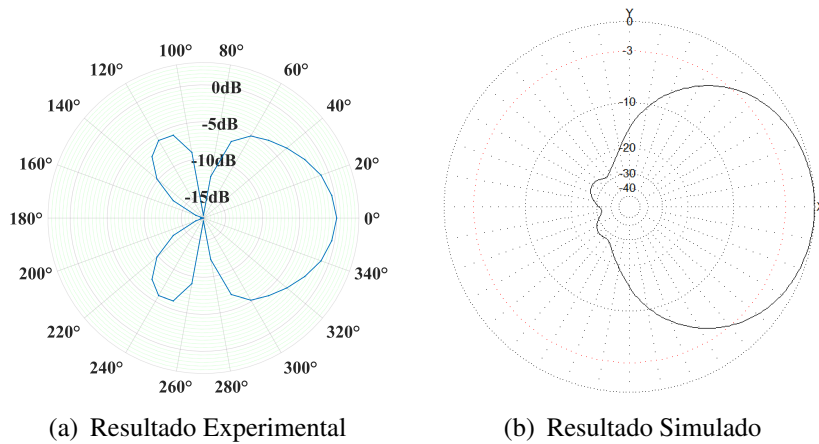 100° 80°
120° 60°
140° 40°
160° 20°
180° 0°
200° 340°
220° 320°
240° 300°
260° 280°
0dB
-5dB
-10dB
-15dB
(a) Resultado Experimental
Y
0
-3
-10
-20
-30
-40
X
(b) Resultado Simulado